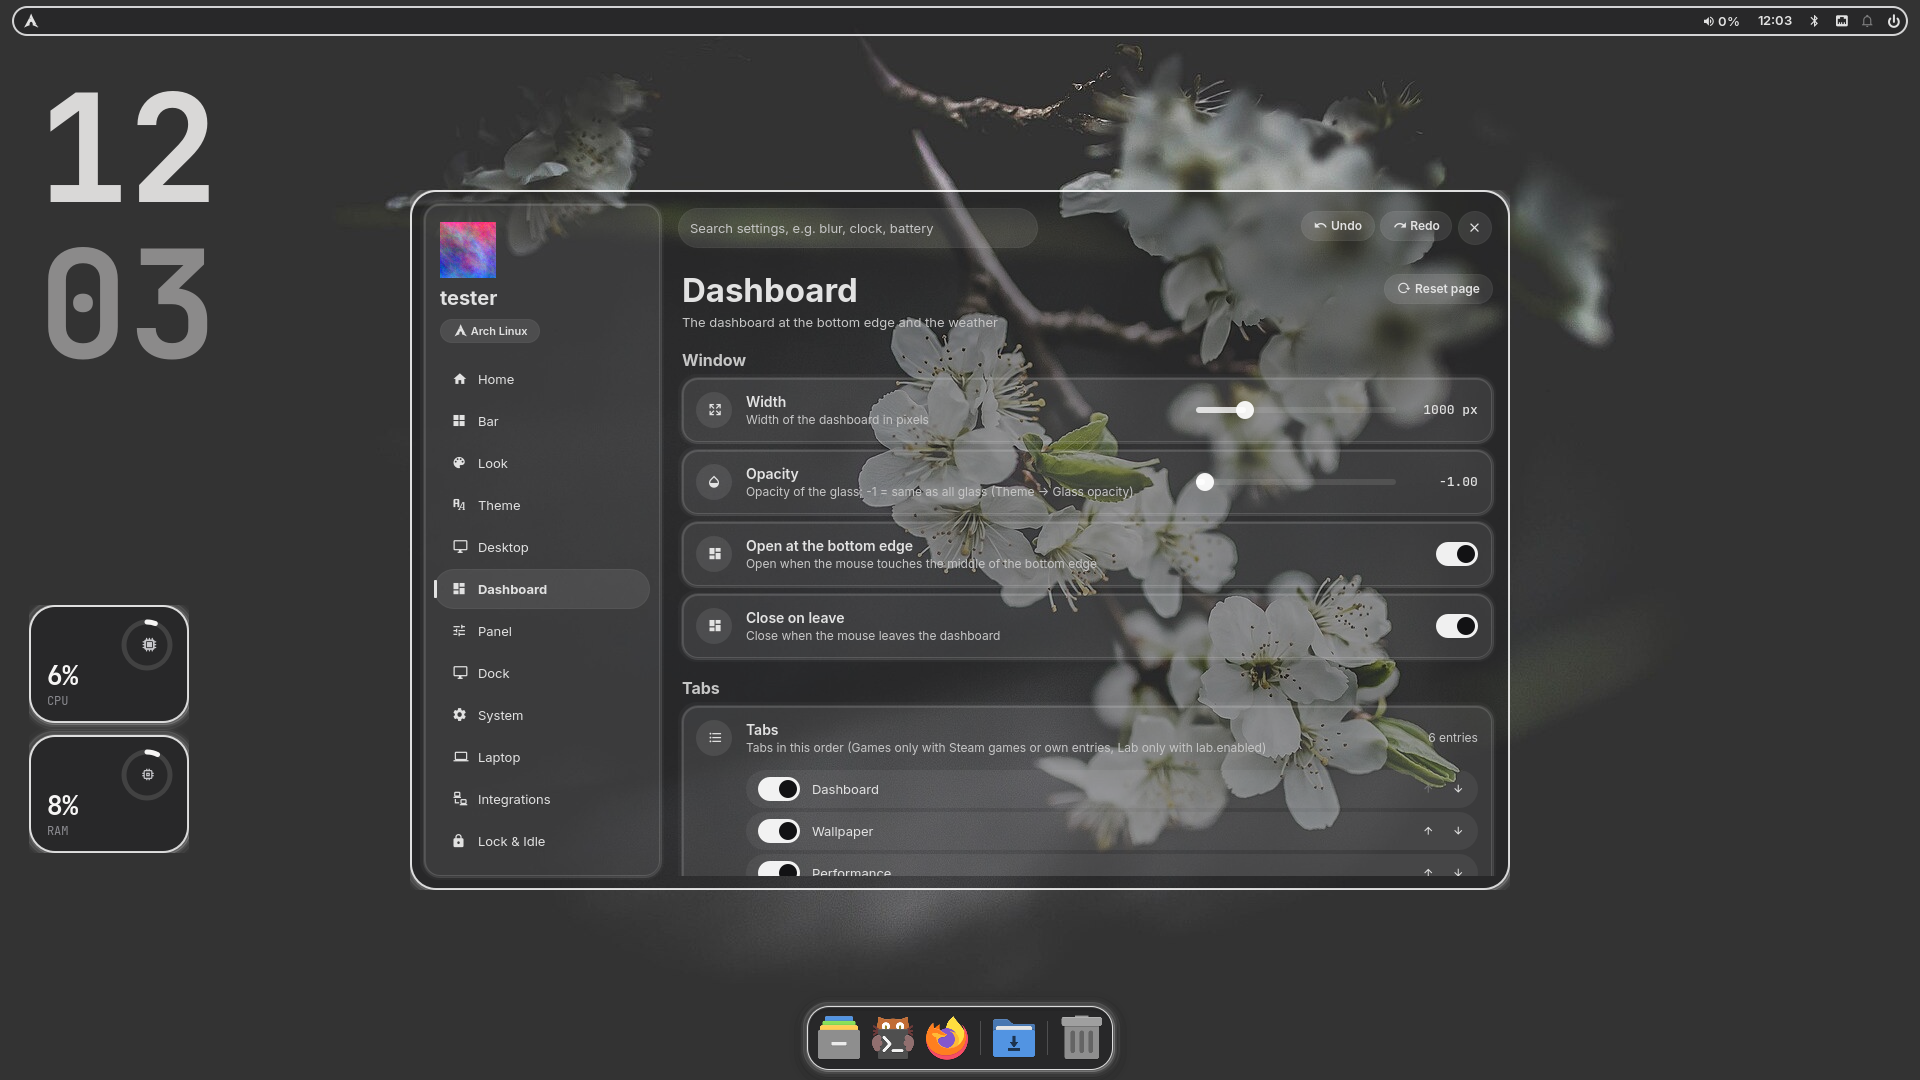 0%
12:03
12
03
6%
CPU
8%
RAM
tester
Arch Linux
Home
Bar
Look
Theme
Desktop
Dashboard
Panel
Dock
System
Laptop
Integrations
Lock & Idle
Search settings, e.g. blur, clock, battery
Undo
Redo
Dashboard
Reset page
The dashboard at the bottom edge and the weather
Window
Width
Width of the dashboard in pixels
1000 px
Opacity
Opacity of the glass; -1 = same as all glass (Theme → Glass opacity)
-1.00
Open at the bottom edge
Open when the mouse touches the middle of the bottom edge
Close on leave
Close when the mouse leaves the dashboard
Tabs
Tabs
Tabs in this order (Games only with Steam games or own entries, Lab only with lab.enabled)
6 entries
Dashboard
Wallpaper
Performance